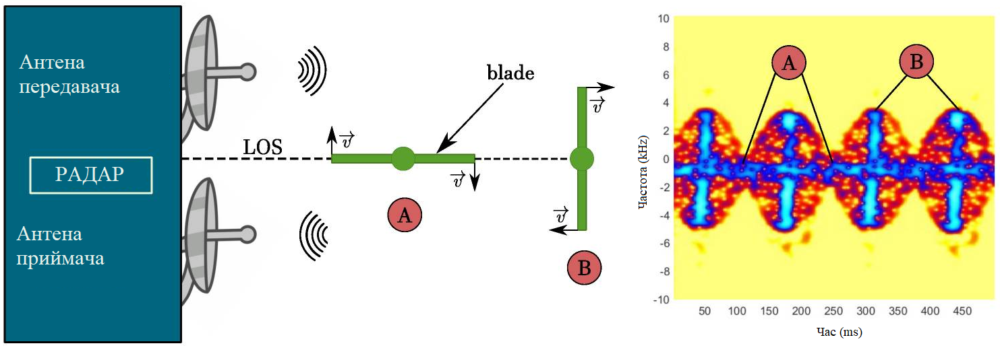 Антена
передавача
РАДАР
Антена
приймача
LOS
blade
v
v
v
v
A
B
A
B
Частота (kHz)
10
8
6
4
2
0
-2
-4
-6
-8
-10
50 100 150 200 250 300 350 400 450
Час (ms)